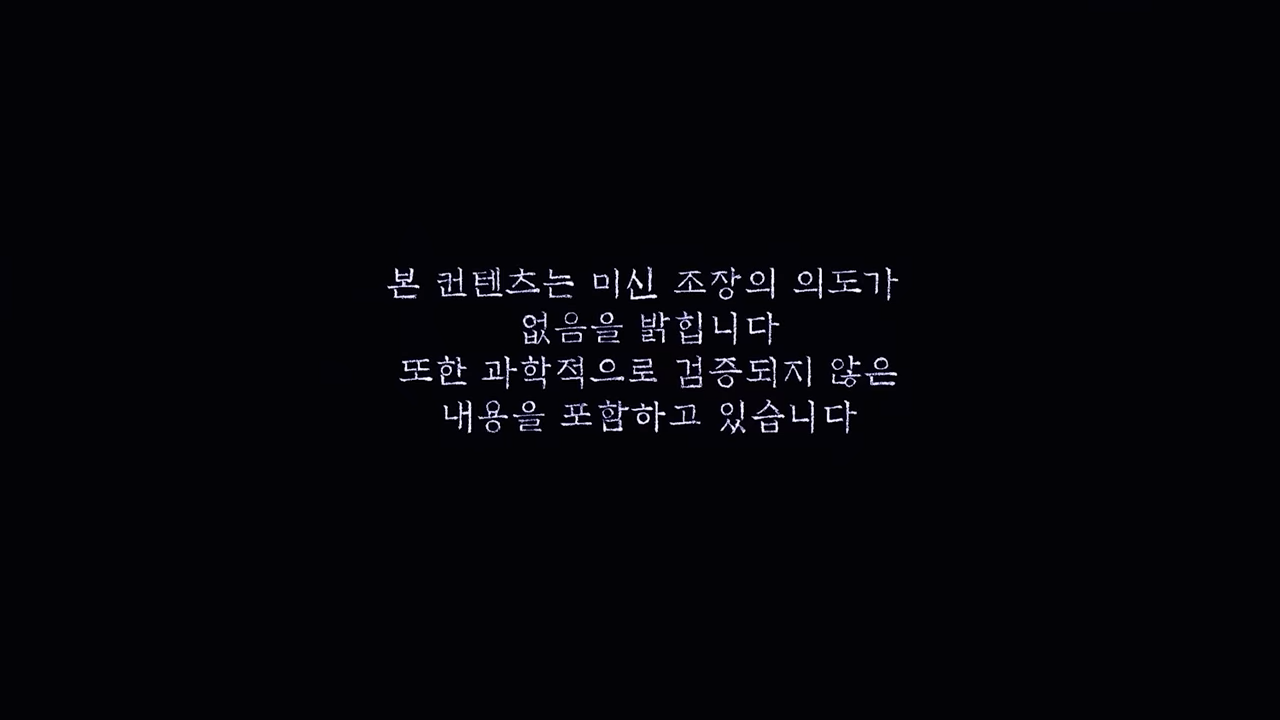 본 컨텐츠는 미신 조장의 의도가
없음을 밝힙니다
또한 과학적으로 검증되지 않은
내용을 포함하고 있습니다